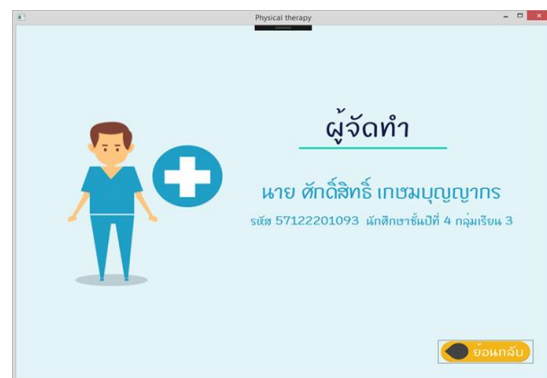 Physical therapy
ผู้จัดทำ
นาย ศักดิ์สิทธิ์ เกษมบุญญากร
รหัส 57122201093 นักศึกษาชั้นปีที่ 4 กลุ่มเรียน 3
ย้อนกลับ